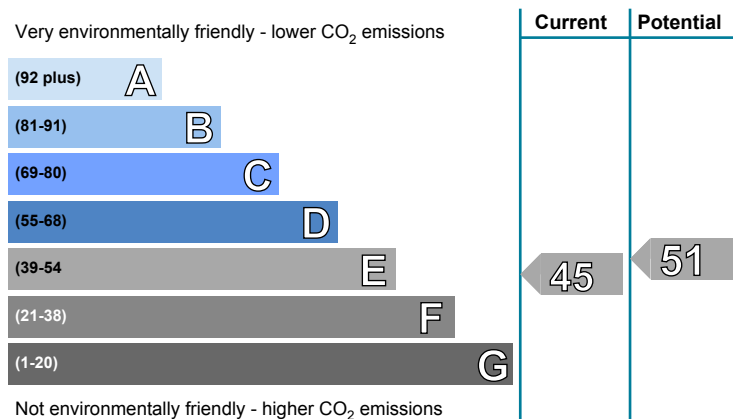 Current Potential
Very environmentally friendly - lower CO₂ emissions
(92 plus) A
(81-91) B
(69-80) C
(55-68) D
(39-54 E 45 51
(21-38) F
(1-20) G
Not environmentally friendly - higher CO₂ emissions